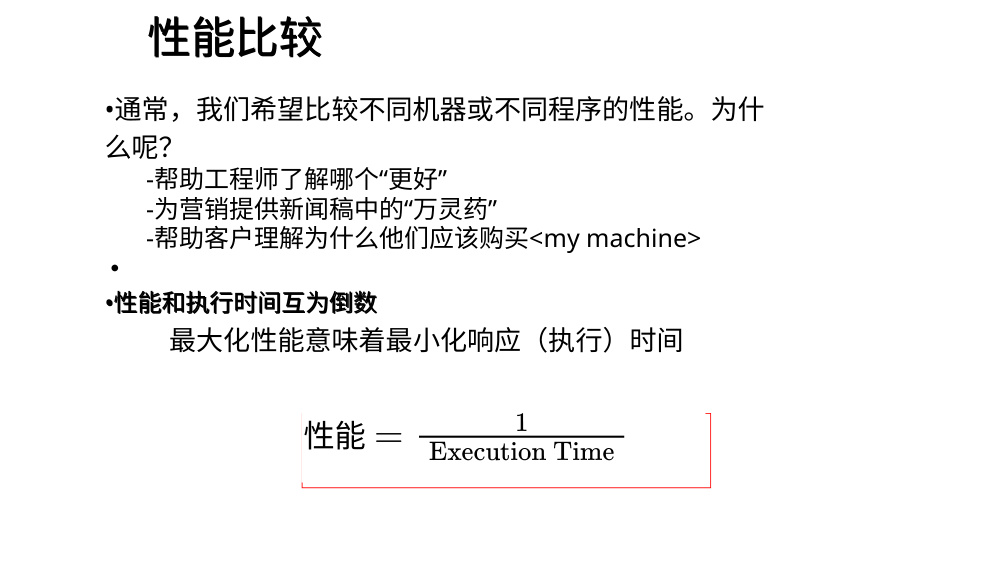 性能比较
•通常，我们希望比较不同机器或不同程序的性能。为什
么呢？
-帮助工程师了解哪个“更好”
-为营销提供新闻稿中的“万灵药”
-帮助客户理解为什么他们应该购买<my machine>
•
•性能和执行时间互为倒数
最大化性能意味着最小化响应（执行）时间
性能 = 1 / Execution Time